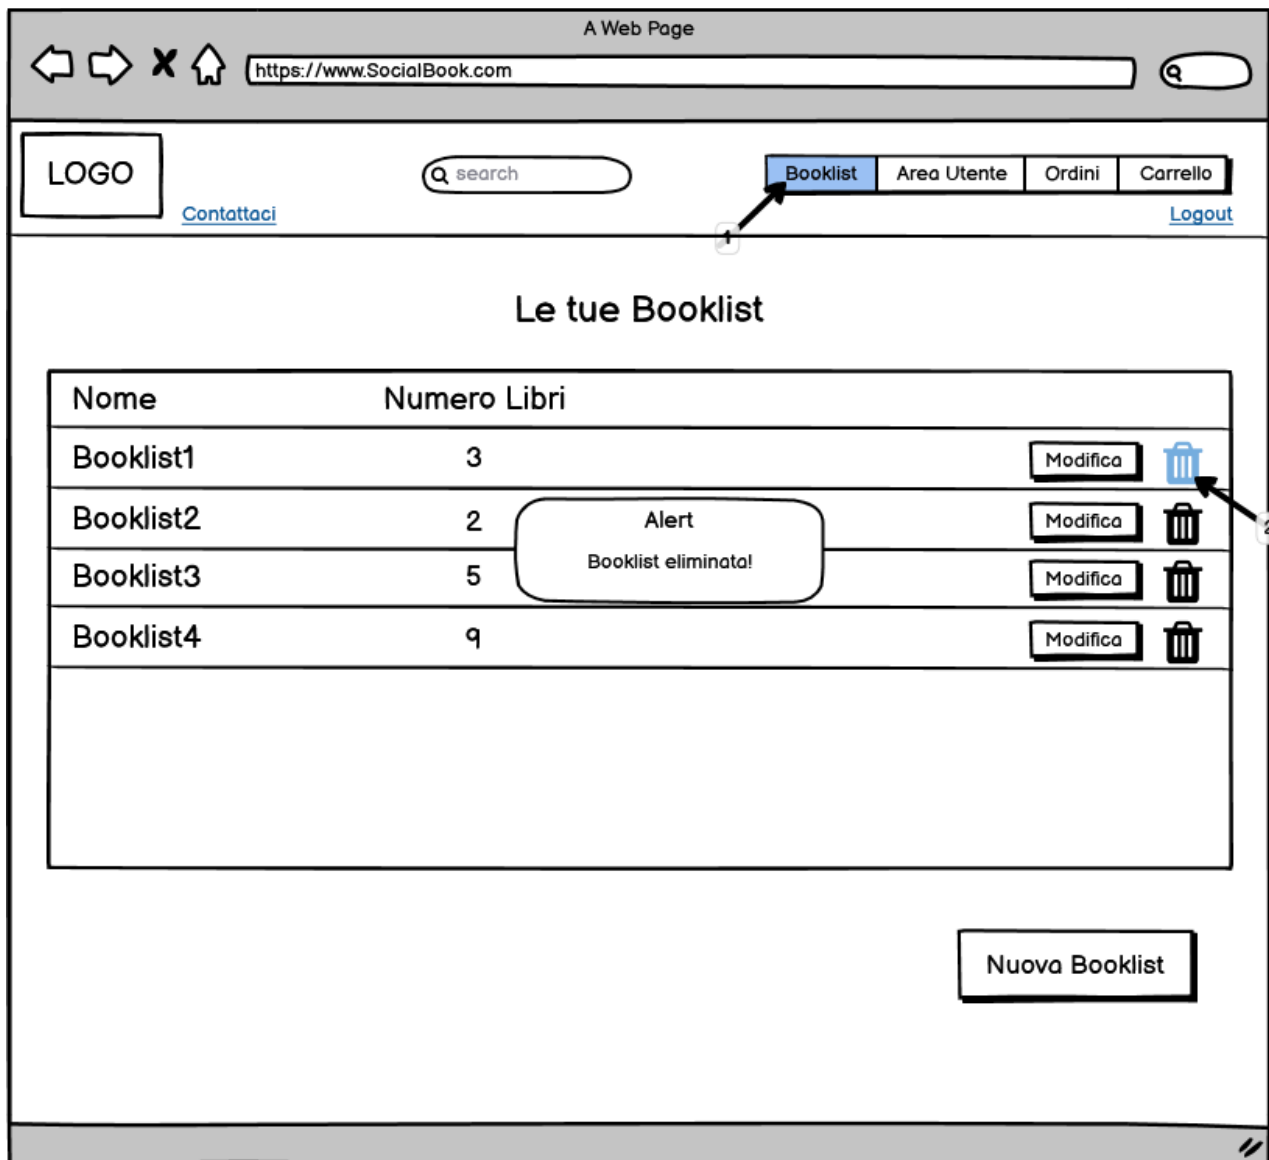 A Web Page
https://www.SocialBook.com
LOGO
search
Booklist Area Utente Ordini Carrello
Contattaci
Logout
1
Le tue Booklist
Nome Numero Libri
Booklist1 3 Modifica
2
Booklist2 2 Modifica
Alert
Booklist eliminata!
Booklist3 5 Modifica
Booklist4 9 Modifica
Nuova Booklist